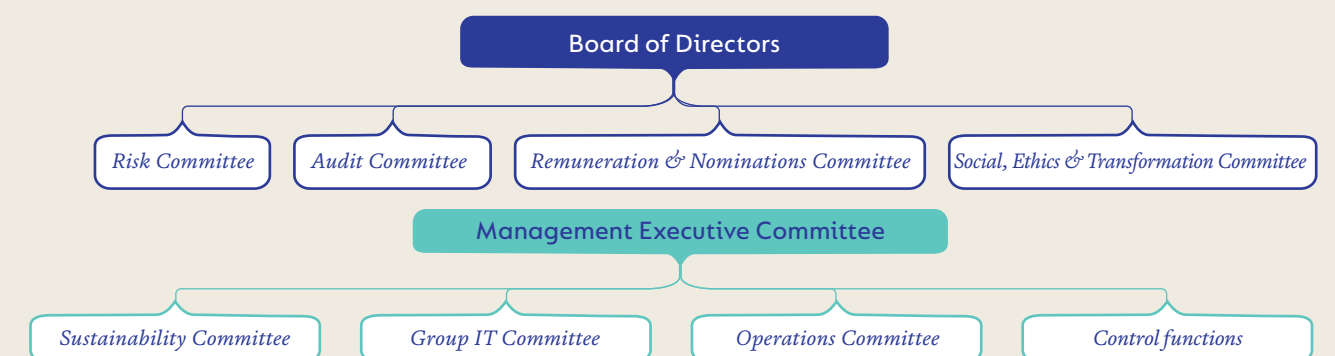 Board of Directors
Risk Committee
Audit Committee
Remuneration & Nominations Committee
Social, Ethics & Transformation Committee
Management Executive Committee
Sustainability Committee
Group IT Committee
Operations Committee
Control functions